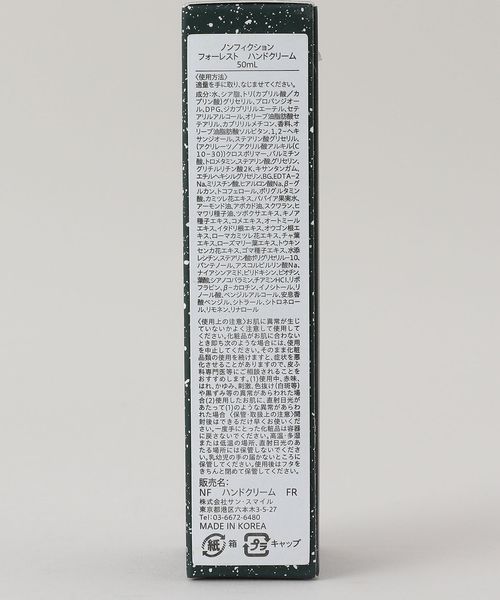 ノンフィクション
フォーレスト　ハンドクリーム
50mL
〈使用方法〉
適量を手に取り、なじませてください。
成分:水、シア脂、トリ(カプリル酸/カ
プリン酸)グリセリル、プロパンジオー
ル、DPG、ジカプリリルエーテル、セテ
アリルアルコール、オリーブ油脂肪酸セ
テアリル、カプリルメチコン、香料、オ
リーブ油脂肪酸ソルビタン、1,2-ヘキ
サンジオール、ステアリン酸グリセリル、
(アクリレーツ/アクリル酸アルキル(C
10-30))クロスポリマー、パルミチン
酸、トロメタミン、ステアリン酸グリセリン、
グリチルリチン酸2K、キサンタンガム、
エチルヘキシルグリセリン、BG、EDTA-2
Na、ミリスチン酸、ヒアルロン酸Na、β-グル
カン、トコフェロール、ポリグルタミン
酸、カミツレ花エキス、パパイア果実水、
アーモンド油、アボカド油、スクワラン、ヒ
マワリ種子油、ツボクサエキス、キノア
種子エキス、コメエキス、オートミール
エキス、イタドリ根エキス、オウゴン根エ
キス、ローマカミツレ花エキス、チャ葉
エキス、ローズマリー葉エキス、トウキン
センカ花エキス、ゴマ種子エキス、水添
レシチン、ステアリン酸ポリグリセリル-10、
パンテノール、アスコルビルリン酸Na、
ナイアシンアミド、ピリドキシン、ビオチン、
葉酸、シアノコバラミン、チアミンHCl、リボ
フラビン、β-カロチン、イノシトール、リ
ノール酸、ベンジルアルコール、安息香
酸ベンジル、シトラール、シトロネロー
ル、リモネン、リナロール
〈使用上の注意〉お肌に異常が生じ
ていないかよく注意して使用して
ください。化粧品がお肌に合わない
とき即ち次のような場合には、使用
を中止してください。そのまま化粧
品類の使用を続けますと、症状を悪
化させることがありますので、皮ふ
科専門医等にご相談されることを
おすすめします。(1)使用中、赤味、
はれ、かゆみ、刺激、色抜け(白斑等)
や黒ずみ等の異常があらわれた場
合(2)使用したお肌に、直射日光が
あたって(1)のような異常があらわ
れた場合〈保管・取扱上の注意〉開
封後はできるだけ早くお使いくださ
い。一度手にとった化粧品は容器
に戻さないでください。高温・多湿
または低温の場所、直射日光のあ
たる場所には保管しないでくださ
い。乳幼児の手の届かないところに
保管してください。使用後はフタを
きちんと閉めて保管してください。
販売名:
NF　ハンドクリーム　FR
株式会社サン・スマイル
東京都港区六本木3-5-27
TEL:03-6672-6480
MADE IN KOREA
紙 箱 プラ キャップ